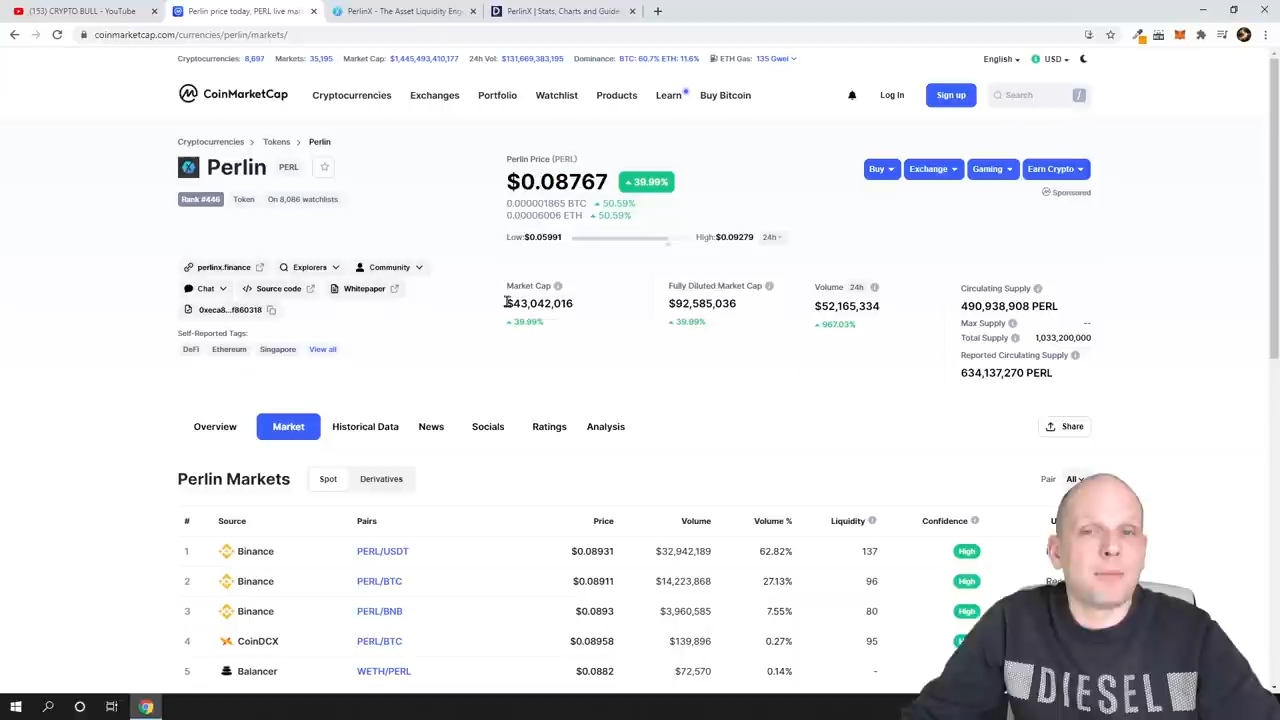 (153) CRYPTO BULL - YouTube
Perlin price today, PERL live mar
PerlinX - The Asset Liquidity Eng
PerlinX | Stats, Charts and Guide
coinmarketcap.com/currencies/perlin/markets/
Cryptocurrencies: 8,697 Markets: 35,195 Market Cap: $1,445,493,410,177 24h Vol: $131,669,383,195 Dominance: BTC: 60.7% ETH: 11.6% ETH Gas: 135 Gwei
English USD
CoinMarketCap Cryptocurrencies Exchanges Portfolio Watchlist Products Learn Buy Bitcoin Log In Sign up Search /
Cryptocurrencies > Tokens > Perlin
Perlin PERL
Rank #446 Token On 8,086 watchlists
perlinx.finance Explorers Community
Chat Source code Whitepaper
0xeca8...f860318
Self-Reported Tags:
DeFi Ethereum Singapore View all
Perlin Price (PERL)
$0.08767 39.99%
0.000001865 BTC 50.59%
0.00006006 ETH 50.59%
Low: $0.05991 High: $0.09279 24h
Buy Exchange Gaming Earn Crypto
Sponsored
Market Cap
$43,042,016
39.99%
Fully Diluted Market Cap
$92,585,036
39.99%
Volume 24h
$52,165,334
967.03%
Circulating Supply
490,938,908 PERL
Max Supply --
Total Supply 1,033,200,000
Reported Circulating Supply
634,137,270 PERL
Overview Market Historical Data News Socials Ratings Analysis Share
Perlin Markets Spot Derivatives Pair All
# Source Pairs Price Volume Volume % Liquidity Confidence
1 Binance PERL/USDT $0.08931 $32,942,189 62.82% 137 High
2 Binance PERL/BTC $0.08911 $14,223,868 27.13% 96 High
3 Binance PERL/BNB $0.0893 $3,960,585 7.55% 80 High
4 CoinDCX PERL/BTC $0.08958 $139,896 0.27% 95
5 Balancer WETH/PERL $0.0882 $72,570 0.14% -
DIESEL